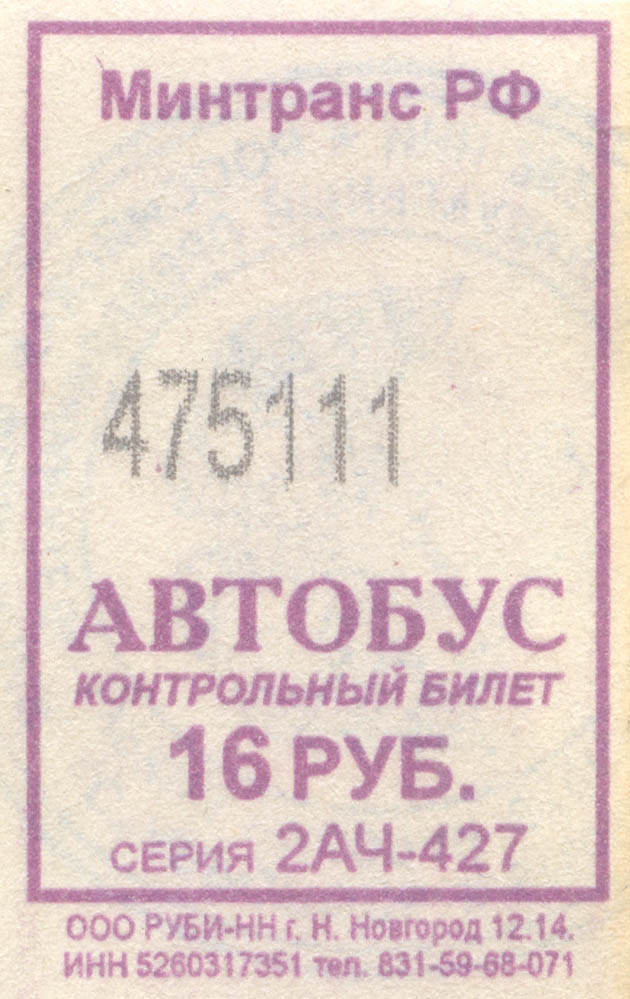 Минтранс РФ
475111
АВТОБУС
КОНТРОЛЬНЫЙ БИЛЕТ
16 РУБ.
СЕРИЯ 2АЧ-427
ООО РУБИ-НН г. Н. Новгород 12.14.
ИНН 5260317351 тел. 831-59-68-071